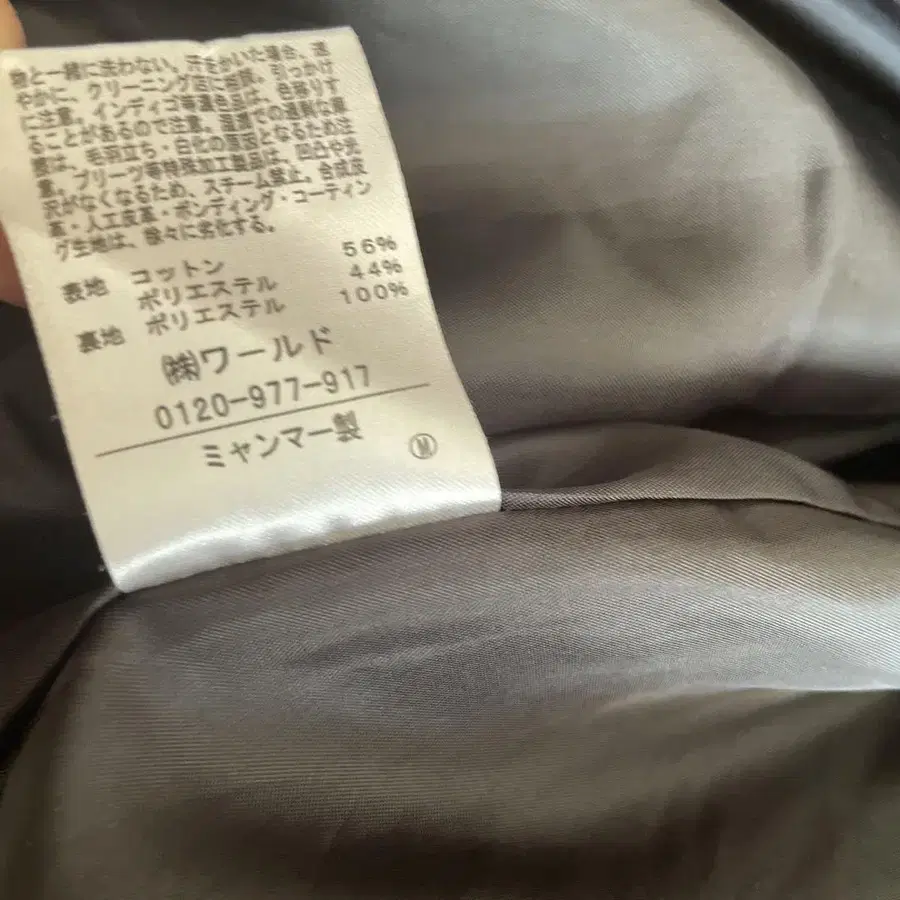 物と一緒に洗わない。汗をかいた場合、速
やかに、クリーニング店に相談。引っかけ
に注意。インディゴ等濃色品は、色移りす
ることがあるので注意。湿潤での過剰な摩
擦は、毛羽立ち・白化の原因となるため注
意。プリーツ等特殊加工製品は、凹凸や光
沢がなくなるため、スチーム禁止。合成皮
革・人工皮革・ボンディング・コーティン
グ生地は、徐々に劣化する。
表地 コットン 56%
ポリエステル 44%
裏地 ポリエステル 100%
㈱ワールド
0120-977-917
ミャンマー製
Ⓜ